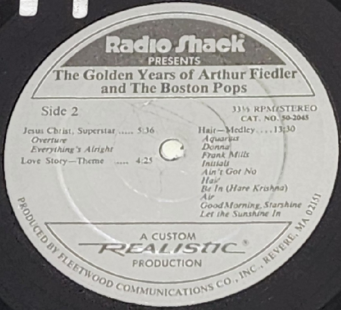 Radio Shack®
PRESENTS
The Golden Years of Arthur Fiedler
and The Boston Pops
Side 2
33⅓ RPM/STEREO
CAT. NO. 50-2045
Jesus Christ, Superstar ..... 5:36
Overture
Everything's Alright
Love Story—Theme ..... 4:25
Hair—Medley .... 13:30
Aquarius
Donna
Frank Mills
Initials
Ain't Got No
Hair
Be In (Hare Krishna)
Air
Good Morning, Starshine
Let the Sunshine In
A CUSTOM
REALISTIC®
PRODUCTION
PRODUCED BY FLEETWOOD COMMUNICATIONS CO., INC., REVERE, MA 02151